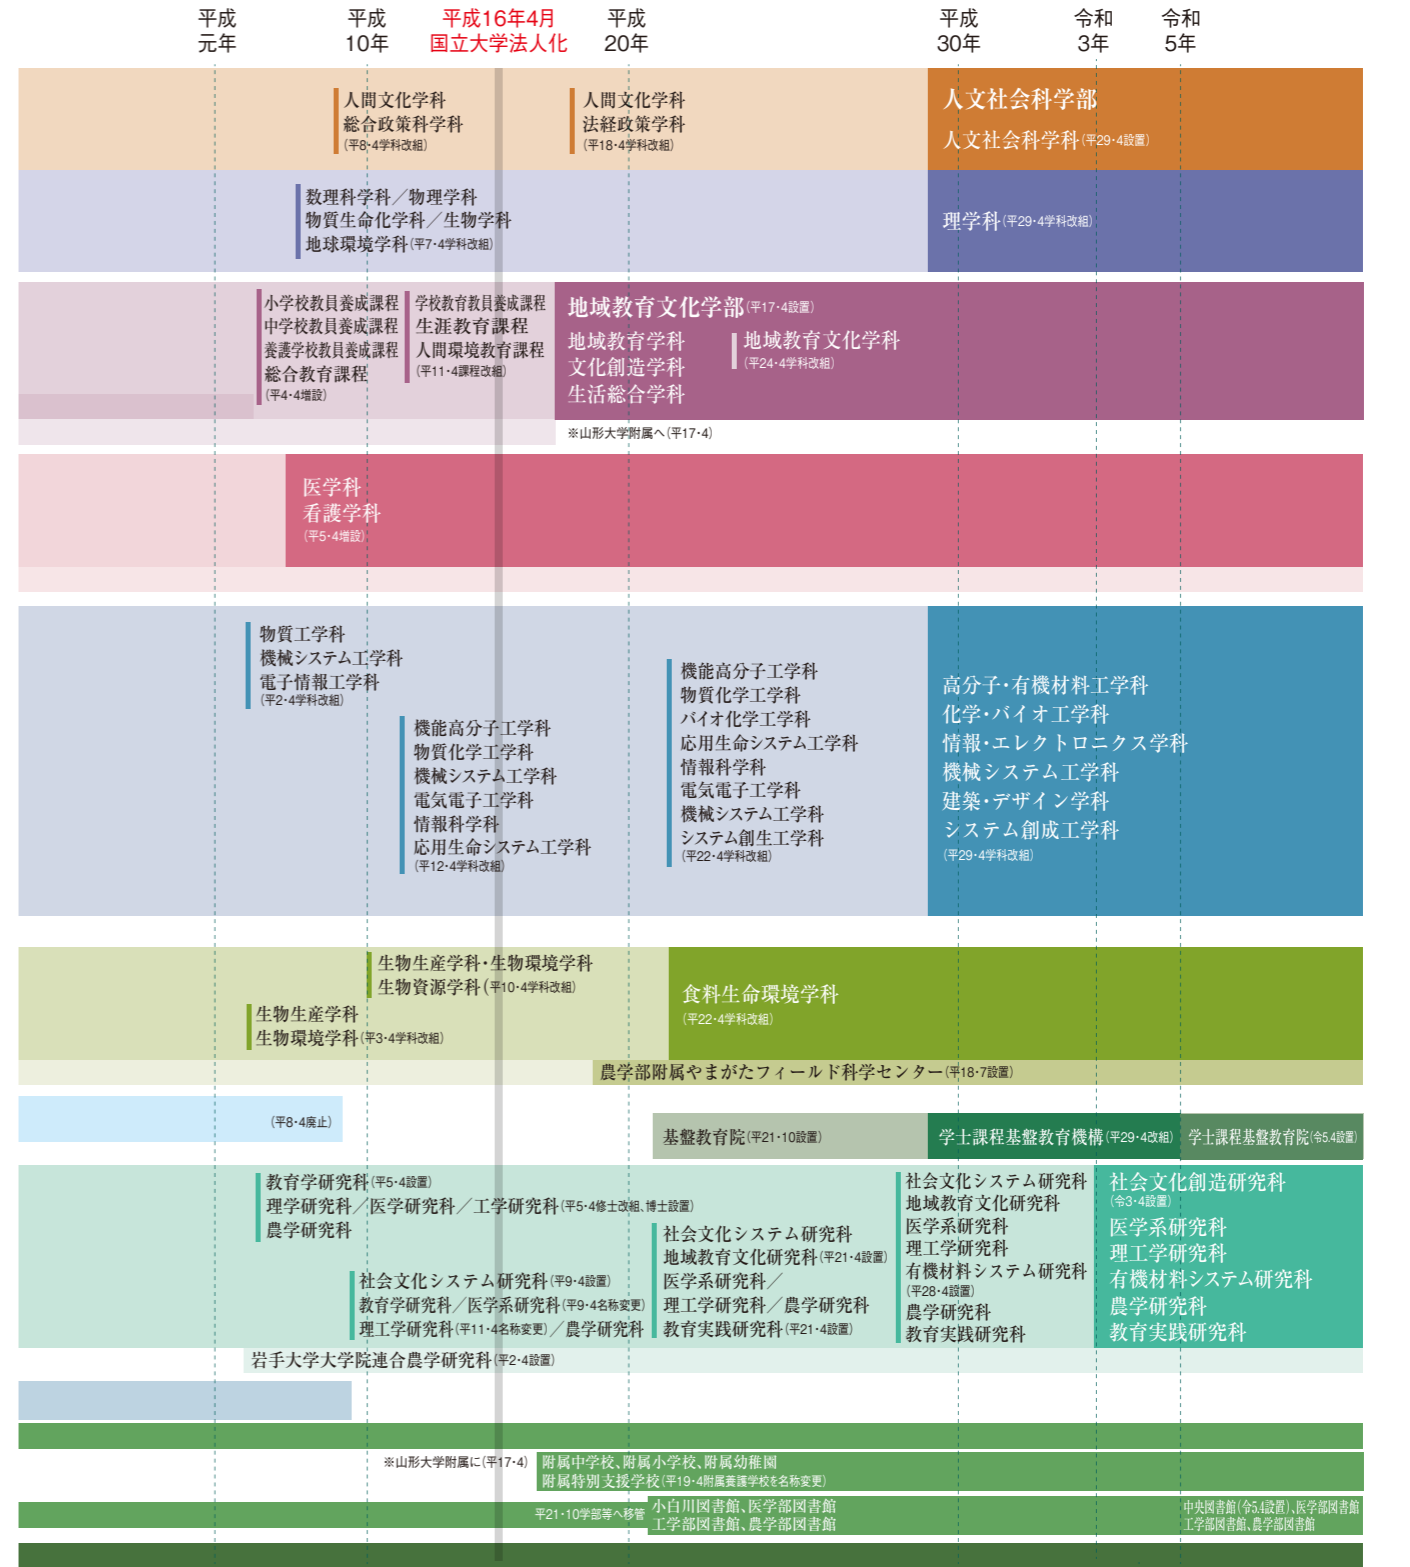 平成
元年
平成
10年
平成16年4月
国立大学法人化
平成
20年
平成
30年
令和
3年
令和
5年
人間文化学科
総合政策科学科
(平8・4学科改組)
人間文化学科
法経政策学科
(平18・4学科改組)
人文社会科学部
人文社会科学科(平29・4設置)
数理科学科／物理学科
物質生命化学科／生物学科
地球環境学科(平7・4学科改組)
理学科(平29・4学科改組)
小学校教員養成課程
中学校教員養成課程
養護学校教員養成課程
総合教育課程
(平4・4増設)
学校教育教員養成課程
生涯教育課程
人間環境教育課程
(平11・4課程改組)
地域教育文化学部(平17・4設置)
地域教育学科
文化創造学科
生活総合学科
地域教育文化学科
(平24・4学科改組)
※山形大学附属へ(平17・4)
医学科
看護学科
(平5・4増設)
物質工学科
機械システム工学科
電子情報工学科
(平2・4学科改組)
機能高分子工学科
物質化学工学科
機械システム工学科
電気電子工学科
情報科学科
応用生命システム工学科
(平12・4学科改組)
機能高分子工学科
物質化学工学科
バイオ化学工学科
応用生命システム工学科
情報科学科
電気電子工学科
機械システム工学科
システム創生工学科
(平22・4学科改組)
高分子・有機材料工学科
化学・バイオ工学科
情報・エレクトロニクス学科
機械システム工学科
建築・デザイン学科
システム創成工学科
(平29・4学科改組)
生物生産学科・生物環境学科
生物資源学科(平10・4学科改組)
生物生産学科
生物環境学科(平3・4学科改組)
食料生命環境学科
(平22・4学科改組)
農学部附属やまがたフィールド科学センター(平18・7設置)
(平8・4廃止)
基盤教育院(平21・10設置)
学士課程基盤教育機構(平29・4改組)
学士課程基盤教育院(令5.4設置)
教育学研究科(平5・4設置)
理学研究科／医学研究科／工学研究科(平5・4修士改組、博士設置)
農学研究科
社会文化システム研究科(平9・4設置)
教育学研究科／医学系研究科(平9・4名称変更)
理工学研究科(平11・4名称変更)／農学研究科
社会文化システム研究科
地域教育文化研究科(平21・4設置)
医学系研究科／
理工学研究科／農学研究科
教育実践研究科(平21・4設置)
社会文化システム研究科
地域教育文化研究科
医学系研究科
理工学研究科
有機材料システム研究科
(平28・4設置)
農学研究科
教育実践研究科
社会文化創造研究科
(令3・4設置)
医学系研究科
理工学研究科
有機材料システム研究科
農学研究科
教育実践研究科
岩手大学大学院連合農学研究科(平2・4設置)
※山形大学附属に(平17・4)
附属中学校、附属小学校、附属幼稚園
附属特別支援学校(平19・4附属養護学校を名称変更)
平21・10学部等へ移管
小白川図書館、医学部図書館
工学部図書館、農学部図書館
中央図書館(令5.4設置)、医学部図書館
工学部図書館、農学部図書館